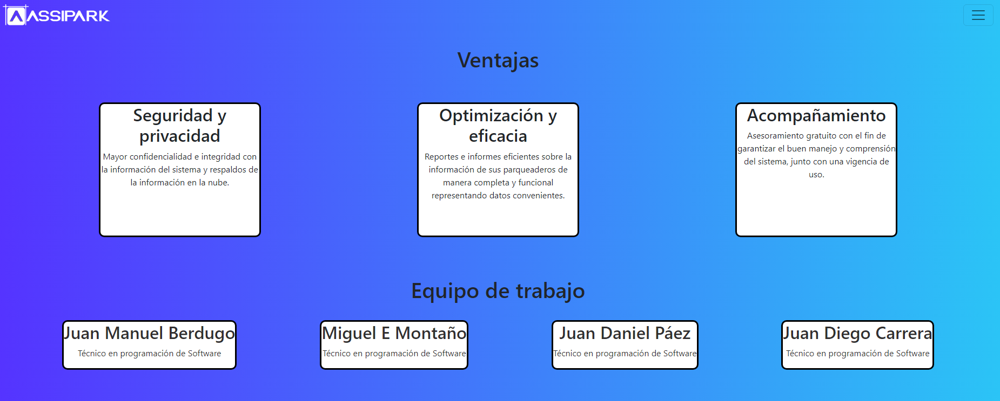 ASSIPARK
Ventajas
Seguridad y
privacidad
Mayor confidencialidad e integridad con
la información del sistema y respaldos de
la información en la nube.
Optimización y
eficacia
Reportes e informes eficientes sobre la
información de sus parqueaderos de
manera completa y funcional
representando datos convenientes.
Acompañamiento
Asesoramiento gratuito con el fin de
garantizar el buen manejo y comprensión
del sistema, junto con una vigencia de
uso.
Equipo de trabajo
Juan Manuel Berdugo
Técnico en programación de Software
Miguel E Montaño
Técnico en programación de Software
Juan Daniel Páez
Técnico en programación de Software
Juan Diego Carrera
Técnico en programación de Software